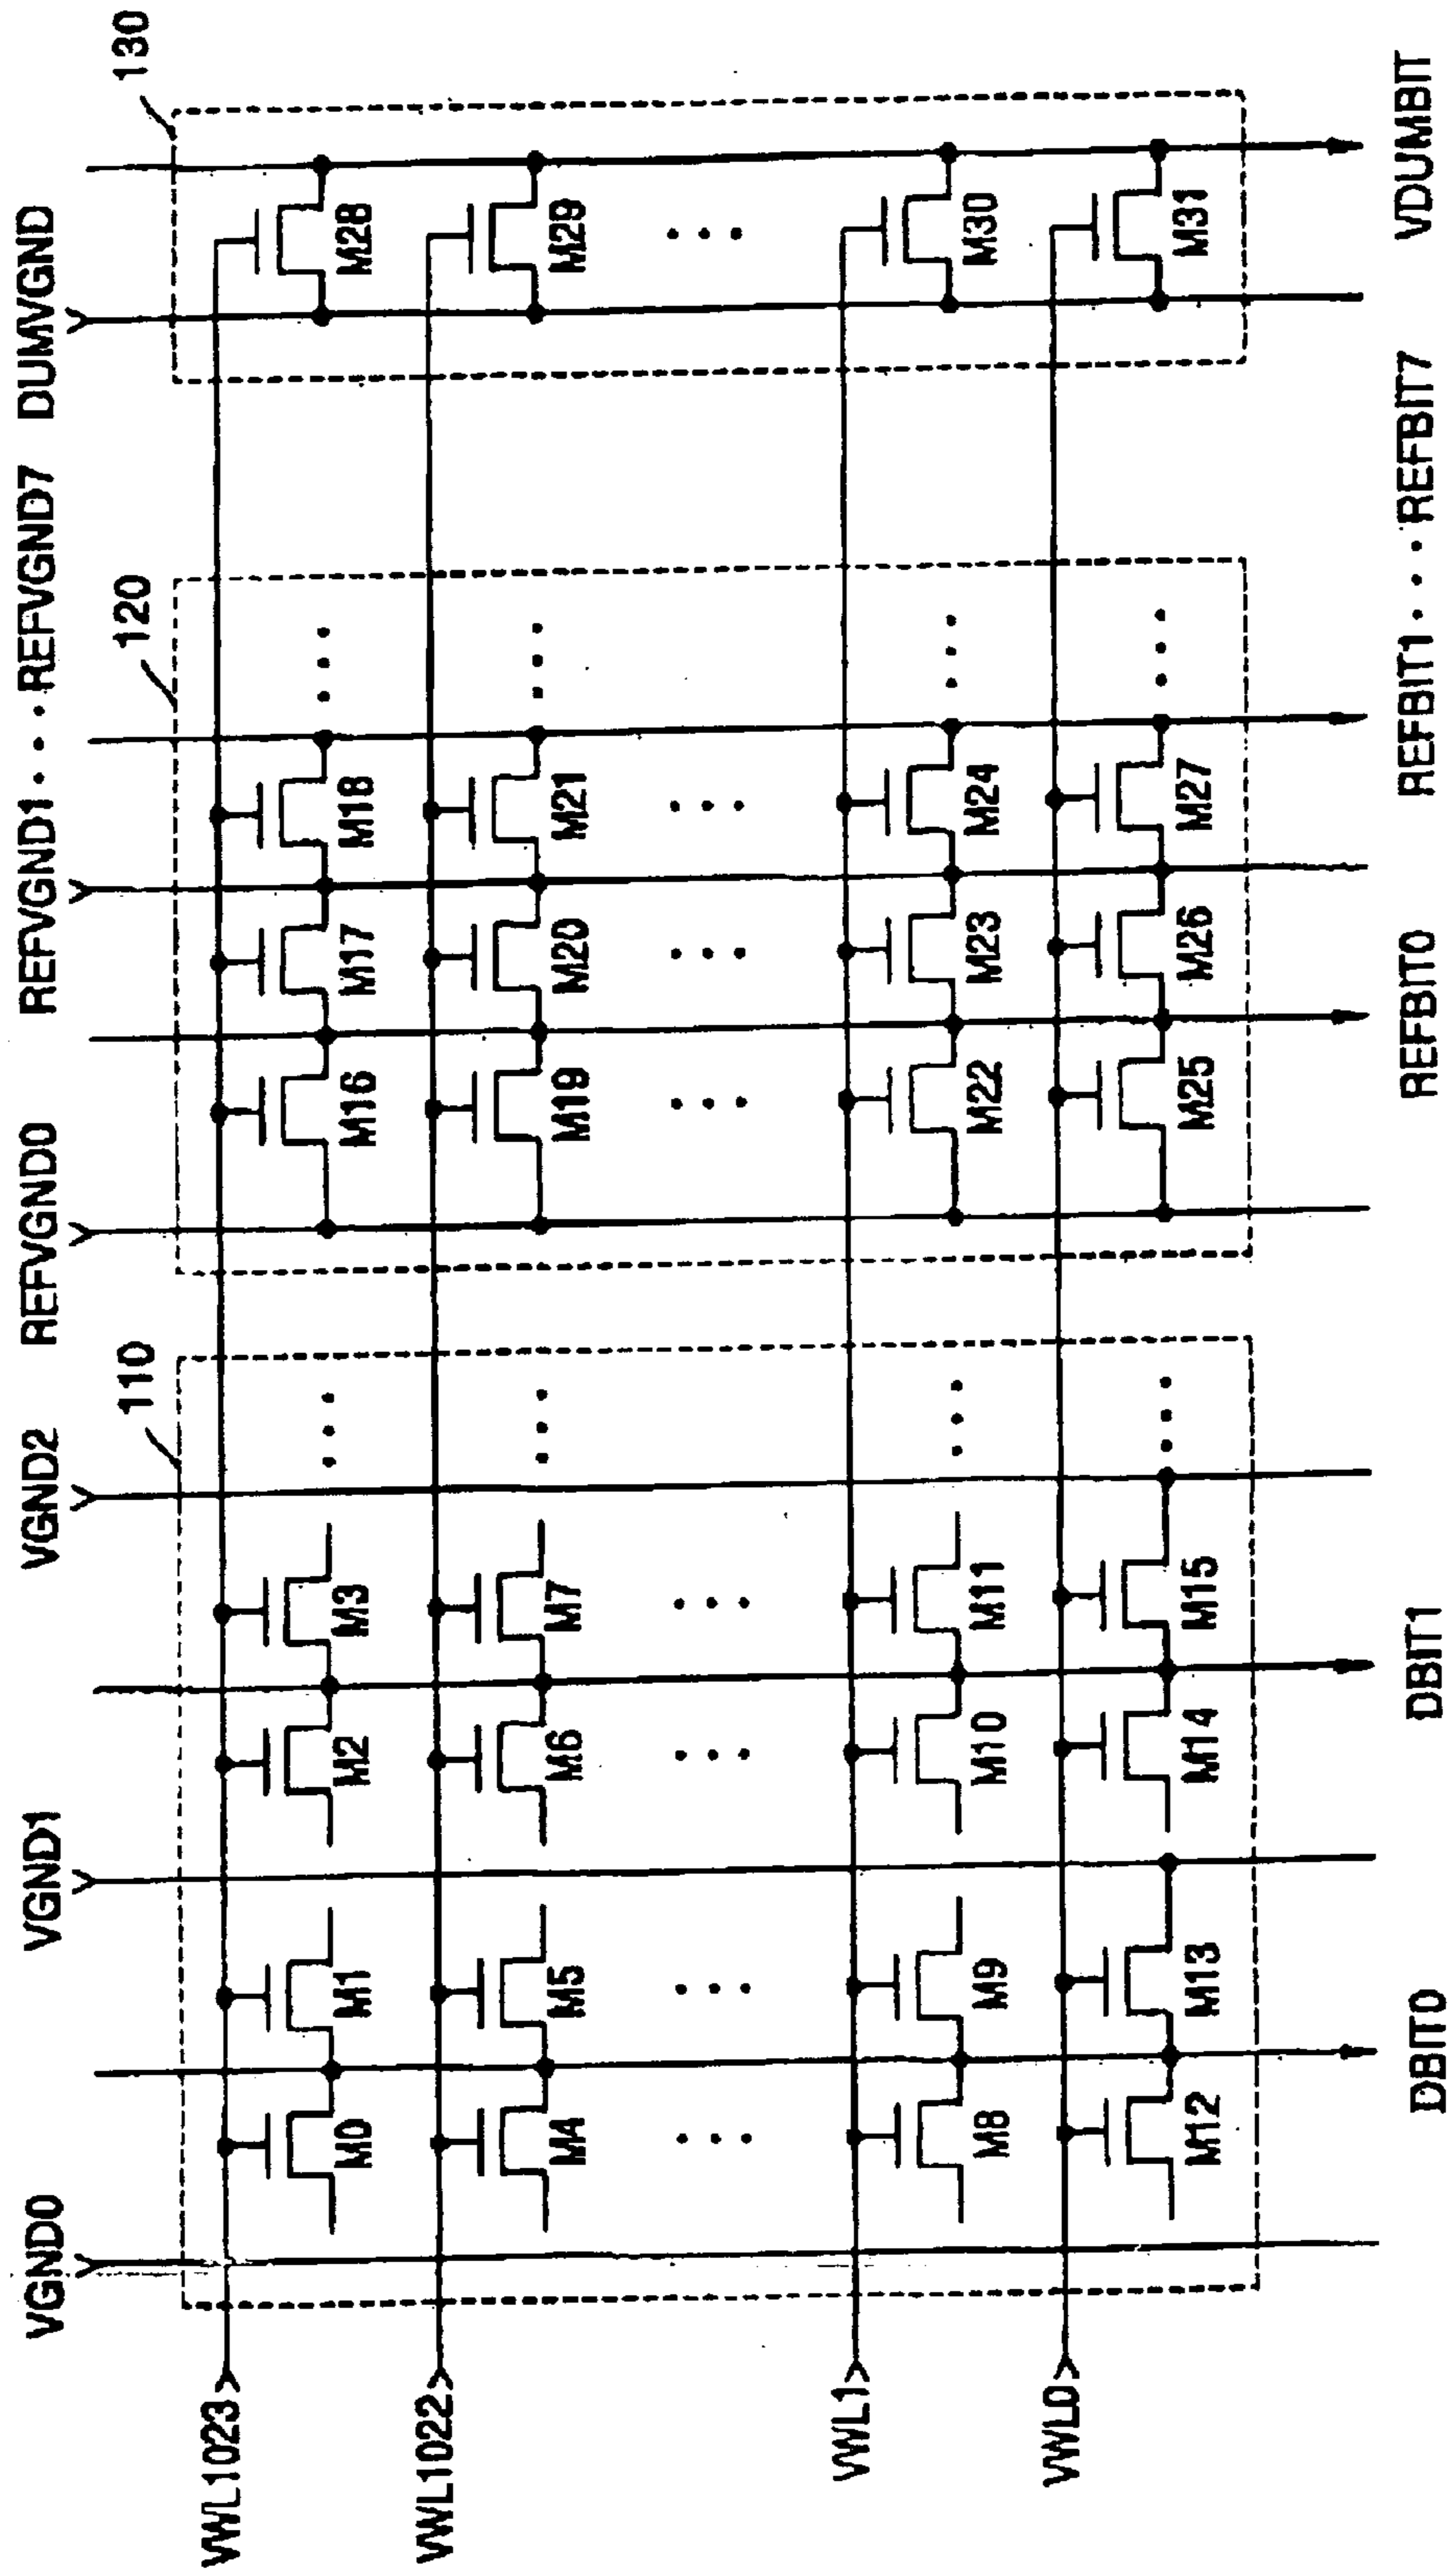 VGND0 VGND1 VGND2 REFVGND0 REFVGND1 · · · REFVGND7 DUMVGND
110 120 130
VWL1023
M0 M1 M2 M3 · · · M16 M17 M18 · · · M28
VWL1022
M4 M5 M6 M7 · · · M19 M20 M21 · · · M29
· · · · · · · · · · · · · · · · · · · · · · · ·
VWL1
M8 M9 M10 M11 · · · M22 M23 M24 · · · M30
VWL0
M12 M13 M14 M15 · · · M25 M26 M27 · · · M31
DBIT0 DBIT1 REFBIT0 REFBIT1 · · · REFBIT7 VDUMBIT